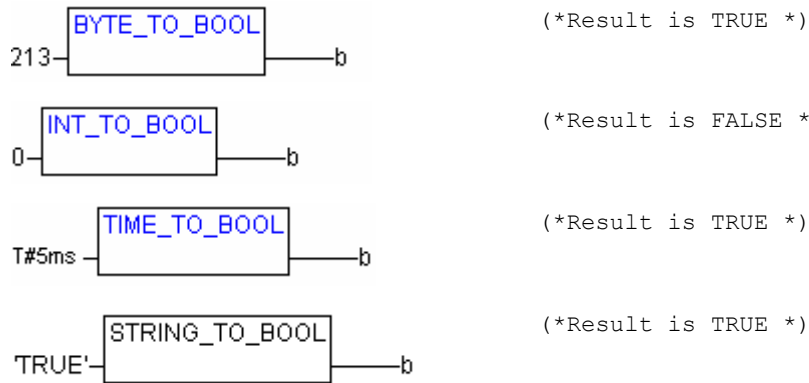 BYTE_TO_BOOL (*Result is TRUE *)
213 b
INT_TO_BOOL (*Result is FALSE *
0 b
TIME_TO_BOOL (*Result is TRUE *)
T#5ms b
STRING_TO_BOOL (*Result is TRUE *)
'TRUE' b